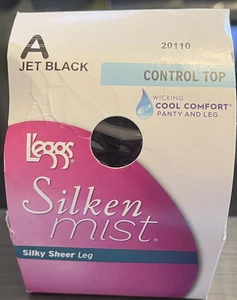 A
20110
JET BLACK
CONTROL TOP
WICKING
COOL COMFORT®
PANTY AND LEG
L'eggs®
Silken
mist®
Silky Sheer Leg